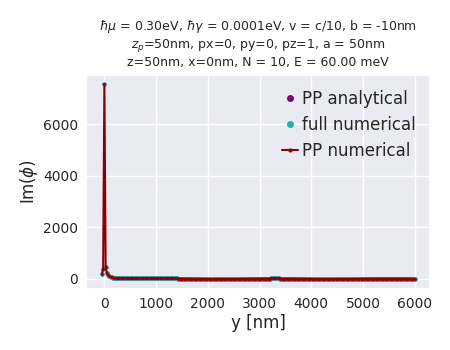 ħμ = 0.30eV, ħγ = 0.0001eV, v = c/10, b = -10nm
zₚ=50nm, px=0, py=0, pz=1, a = 50nm
z=50nm, x=0nm, N = 10, E = 60.00 meV
PP analytical
full numerical
PP numerical
Im(ϕ)
6000
4000
2000
0
0 1000 2000 3000 4000 5000 6000
y [nm]